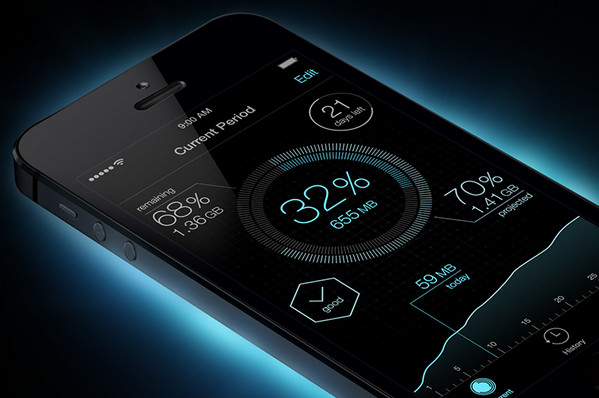 9:00 AM
Current Period
Edit
21
days left
remaining
68%
1.36 GB
32%
655 MB
70%
1.41 GB
projected
good
59 MB
today
1
5
10
15
20
25
History